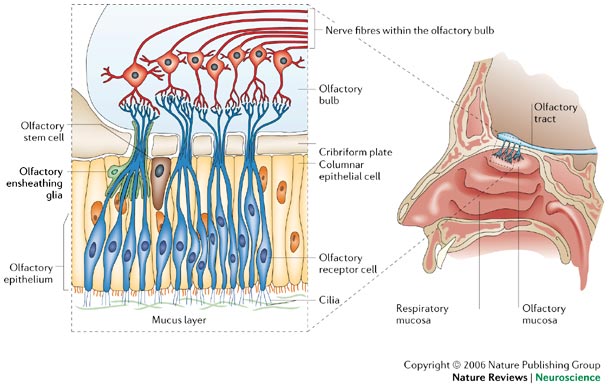 Nerve fibres within the olfactory bulb
Olfactory
bulb
Olfactory
tract
Olfactory
stem cell
Cribriform plate
Columnar
epithelial cell
Olfactory
ensheathing
glia
Olfactory
epithelium
Olfactory
receptor cell
Cilia
Mucus layer
Respiratory
mucosa
Olfactory
mucosa
Copyright © 2006 Nature Publishing Group
Nature Reviews | Neuroscience